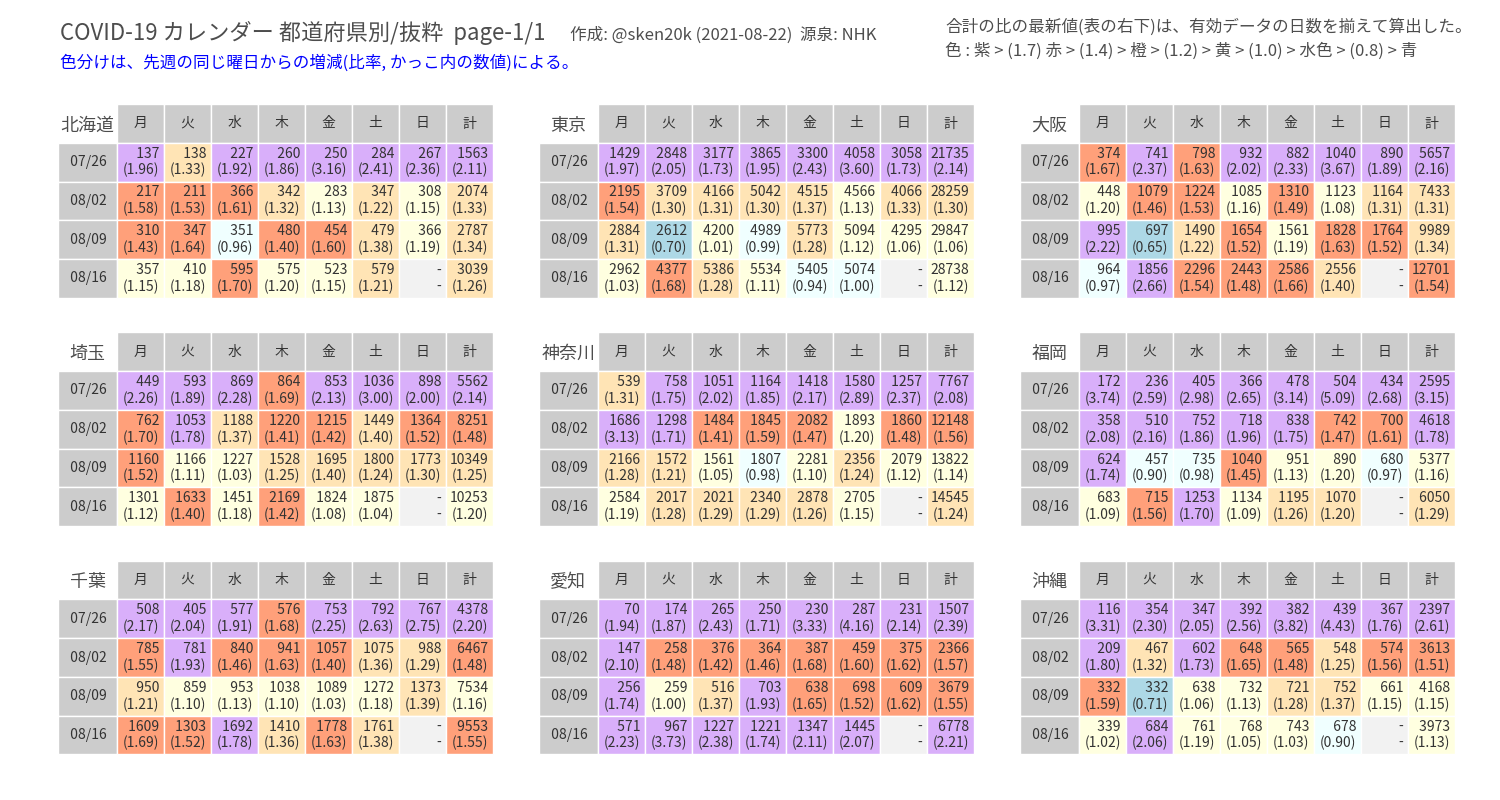 COVID-19 カレンダー 都道府県別/抜粋 page-1/1 作成: @sken20k (2021-08-22) 源泉: NHK
色分けは、先週の同じ曜日からの増減(比率, かっこ内の数値)による。
合計の比の最新値(表の右下)は、有効データの日数を揃えて算出した。
色 : 紫 > (1.7) 赤 > (1.4) > 橙 > (1.2) > 黄 > (1.0) > 水色 > (0.8) > 青
北海道 月 火 水 木 金 土 日 計
07/26 137 138 227 260 250 284 267 1563
(1.96) (1.33) (1.92) (1.86) (3.16) (2.41) (2.36) (2.11)
08/02 217 211 366 342 283 347 308 2074
(1.58) (1.53) (1.61) (1.32) (1.13) (1.22) (1.15) (1.33)
08/09 310 347 351 480 454 479 366 2787
(1.43) (1.64) (0.96) (1.40) (1.60) (1.38) (1.19) (1.34)
08/16 357 410 595 575 523 579 - 3039
(1.15) (1.18) (1.70) (1.20) (1.15) (1.21) - (1.26)
東京 月 火 水 木 金 土 日 計
07/26 1429 2848 3177 3865 3300 4058 3058 21735
(1.97) (2.05) (1.73) (1.95) (2.43) (3.60) (1.73) (2.14)
08/02 2195 3709 4166 5042 4515 4566 4066 28259
(1.54) (1.30) (1.31) (1.30) (1.37) (1.13) (1.33) (1.30)
08/09 2884 2612 4200 4989 5773 5094 4295 29847
(1.31) (0.70) (1.01) (0.99) (1.28) (1.12) (1.06) (1.06)
08/16 2962 4377 5386 5534 5405 5074 - 28738
(1.03) (1.68) (1.28) (1.11) (0.94) (1.00) - (1.12)
大阪 月 火 水 木 金 土 日 計
07/26 374 741 798 932 882 1040 890 5657
(1.67) (2.37) (1.63) (2.02) (2.33) (3.67) (1.89) (2.16)
08/02 448 1079 1224 1085 1310 1123 1164 7433
(1.20) (1.46) (1.53) (1.16) (1.49) (1.08) (1.31) (1.31)
08/09 995 697 1490 1654 1561 1828 1764 9989
(2.22) (0.65) (1.22) (1.52) (1.19) (1.63) (1.52) (1.34)
08/16 964 1856 2296 2443 2586 2556 - 12701
(0.97) (2.66) (1.54) (1.48) (1.66) (1.40) - (1.54)
埼玉 月 火 水 木 金 土 日 計
07/26 449 593 869 864 853 1036 898 5562
(2.26) (1.89) (2.28) (1.69) (2.13) (3.00) (2.00) (2.14)
08/02 762 1053 1188 1220 1215 1449 1364 8251
(1.70) (1.78) (1.37) (1.41) (1.42) (1.40) (1.52) (1.48)
08/09 1160 1166 1227 1528 1695 1800 1773 10349
(1.52) (1.11) (1.03) (1.25) (1.40) (1.24) (1.30) (1.25)
08/16 1301 1633 1451 2169 1824 1875 - 10253
(1.12) (1.40) (1.18) (1.42) (1.08) (1.04) - (1.20)
神奈川 月 火 水 木 金 土 日 計
07/26 539 758 1051 1164 1418 1580 1257 7767
(1.31) (1.75) (2.02) (1.85) (2.17) (2.89) (2.37) (2.08)
08/02 1686 1298 1484 1845 2082 1893 1860 12148
(3.13) (1.71) (1.41) (1.59) (1.47) (1.20) (1.48) (1.56)
08/09 2166 1572 1561 1807 2281 2356 2079 13822
(1.28) (1.21) (1.05) (0.98) (1.10) (1.24) (1.12) (1.14)
08/16 2584 2017 2021 2340 2878 2705 - 14545
(1.19) (1.28) (1.29) (1.29) (1.26) (1.15) - (1.24)
福岡 月 火 水 木 金 土 日 計
07/26 172 236 405 366 478 504 434 2595
(3.74) (2.59) (2.98) (2.65) (3.14) (5.09) (2.68) (3.15)
08/02 358 510 752 718 838 742 700 4618
(2.08) (2.16) (1.86) (1.96) (1.75) (1.47) (1.61) (1.78)
08/09 624 457 735 1040 951 890 680 5377
(1.74) (0.90) (0.98) (1.45) (1.13) (1.20) (0.97) (1.16)
08/16 683 715 1253 1134 1195 1070 - 6050
(1.09) (1.56) (1.70) (1.09) (1.26) (1.20) - (1.29)
千葉 月 火 水 木 金 土 日 計
07/26 508 405 577 576 753 792 767 4378
(2.17) (2.04) (1.91) (1.68) (2.25) (2.63) (2.75) (2.20)
08/02 785 781 840 941 1057 1075 988 6467
(1.55) (1.93) (1.46) (1.63) (1.40) (1.36) (1.29) (1.48)
08/09 950 859 953 1038 1089 1272 1373 7534
(1.21) (1.10) (1.13) (1.10) (1.03) (1.18) (1.39) (1.16)
08/16 1609 1303 1692 1410 1778 1761 - 9553
(1.69) (1.52) (1.78) (1.36) (1.63) (1.38) - (1.55)
愛知 月 火 水 木 金 土 日 計
07/26 70 174 265 250 230 287 231 1507
(1.94) (1.87) (2.43) (1.71) (3.33) (4.16) (2.14) (2.39)
08/02 147 258 376 364 387 459 375 2366
(2.10) (1.48) (1.42) (1.46) (1.68) (1.60) (1.62) (1.57)
08/09 256 259 516 703 638 698 609 3679
(1.74) (1.00) (1.37) (1.93) (1.65) (1.52) (1.62) (1.55)
08/16 571 967 1227 1221 1347 1445 - 6778
(2.23) (3.73) (2.38) (1.74) (2.11) (2.07) - (2.21)
沖縄 月 火 水 木 金 土 日 計
07/26 116 354 347 392 382 439 367 2397
(3.31) (2.30) (2.05) (2.56) (3.82) (4.43) (1.76) (2.61)
08/02 209 467 602 648 565 548 574 3613
(1.80) (1.32) (1.73) (1.65) (1.48) (1.25) (1.56) (1.51)
08/09 332 332 638 732 721 752 661 4168
(1.59) (0.71) (1.06) (1.13) (1.28) (1.37) (1.15) (1.15)
08/16 339 684 761 768 743 678 - 3973
(1.02) (2.06) (1.19) (1.05) (1.03) (0.90) - (1.13)